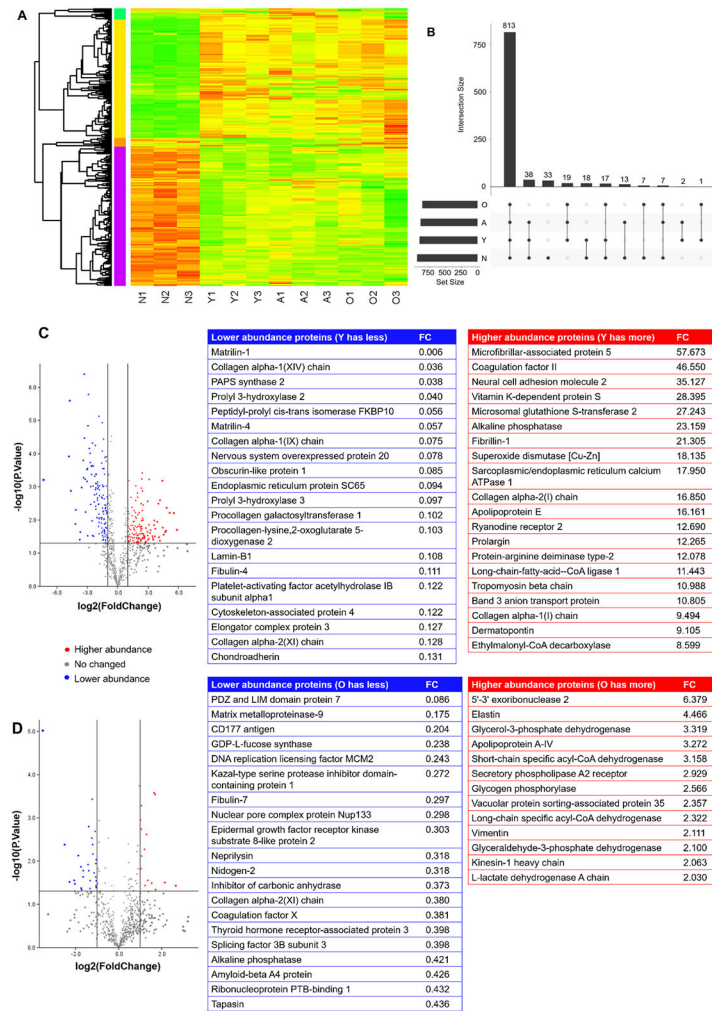 A
N1 N2 N3 Y1 Y2 Y3 A1 A2 A3 O1 O2 O3
B
Intersection Size
813
750
500
250
0
38 33 19 18 17 13 7 7 2 1
O
A
Y
N
750 500 250 0
Set Size
C
-log10(P.Value)
6.0
5.0
4.0
3.0
2.0
1.0
0.0
-6.0 -3.0 0.0 3.0 6.0
log2(FoldChange)
Higher abundance
No changed
Lower abundance
Lower abundance proteins (Y has less) FC
Matrilin-1 0.006
Collagen alpha-1(XIV) chain 0.036
PAPS synthase 2 0.038
Prolyl 3-hydroxylase 2 0.040
Peptidyl-prolyl cis-trans isomerase FKBP10 0.056
Matrilin-4 0.057
Collagen alpha-1(IX) chain 0.075
Nervous system overexpressed protein 20 0.078
Obscurin-like protein 1 0.085
Endoplasmic reticulum protein SC65 0.094
Prolyl 3-hydroxylase 3 0.097
Procollagen galactosyltransferase 1 0.102
Procollagen-lysine,2-oxoglutarate 5- 0.103
dioxygenase 2
Lamin-B1 0.108
Fibulin-4 0.111
Platelet-activating factor acetylhydrolase IB 0.122
subunit alpha1
Cytoskeleton-associated protein 4 0.122
Elongator complex protein 3 0.127
Collagen alpha-2(XI) chain 0.128
Chondroadherin 0.131
Higher abundance proteins (Y has more) FC
Microfibrillar-associated protein 5 57.673
Coagulation factor II 46.550
Neural cell adhesion molecule 2 35.127
Vitamin K-dependent protein S 28.395
Microsomal glutathione S-transferase 2 27.243
Alkaline phosphatase 23.159
Fibrillin-1 21.305
Superoxide dismutase [Cu-Zn] 18.135
Sarcoplasmic/endoplasmic reticulum calcium 17.950
ATPase 1
Collagen alpha-2(I) chain 16.850
Apolipoprotein E 16.161
Ryanodine receptor 2 12.690
Prolargin 12.265
Protein-arginine deiminase type-2 12.078
Long-chain-fatty-acid--CoA ligase 1 11.443
Tropomyosin beta chain 10.988
Band 3 anion transport protein 10.805
Collagen alpha-1(I) chain 9.494
Dermatopontin 9.105
Ethylmalonyl-CoA decarboxylase 8.599
D
-log10(P.Value)
5.0
4.0
3.0
2.0
1.0
0.0
-2.0 0.0 2.0
log2(FoldChange)
Lower abundance proteins (O has less) FC
PDZ and LIM domain protein 7 0.086
Matrix metalloproteinase-9 0.175
CD177 antigen 0.204
GDP-L-fucose synthase 0.238
DNA replication licensing factor MCM2 0.243
Kazal-type serine protease inhibitor domain- 0.272
containing protein 1
Fibulin-7 0.297
Nuclear pore complex protein Nup133 0.298
Epidermal growth factor receptor kinase 0.303
substrate 8-like protein 2
Neprilysin 0.318
Nidogen-2 0.318
Inhibitor of carbonic anhydrase 0.373
Collagen alpha-2(XI) chain 0.380
Coagulation factor X 0.381
Thyroid hormone receptor-associated protein 3 0.398
Splicing factor 3B subunit 3 0.398
Alkaline phosphatase 0.421
Amyloid-beta A4 protein 0.426
Ribonucleoprotein PTB-binding 1 0.432
Tapasin 0.436
Higher abundance proteins (O has more) FC
5'-3' exoribonuclease 2 6.379
Elastin 4.466
Glycerol-3-phosphate dehydrogenase 3.319
Apolipoprotein A-IV 3.272
Short-chain specific acyl-CoA dehydrogenase 3.158
Secretory phospholipase A2 receptor 2.929
Glycogen phosphorylase 2.566
Vacuolar protein sorting-associated protein 35 2.357
Long-chain specific acyl-CoA dehydrogenase 2.322
Vimentin 2.111
Glyceraldehyde-3-phosphate dehydrogenase 2.100
Kinesin-1 heavy chain 2.063
L-lactate dehydrogenase A chain 2.030